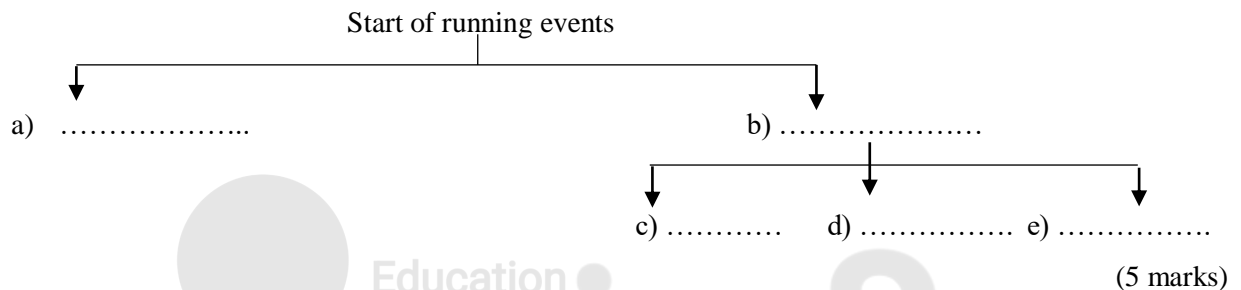 Start of running events
a) ………………..
b) …………………
c) …………
d) …………….
e) …………….
(5 marks)
Education